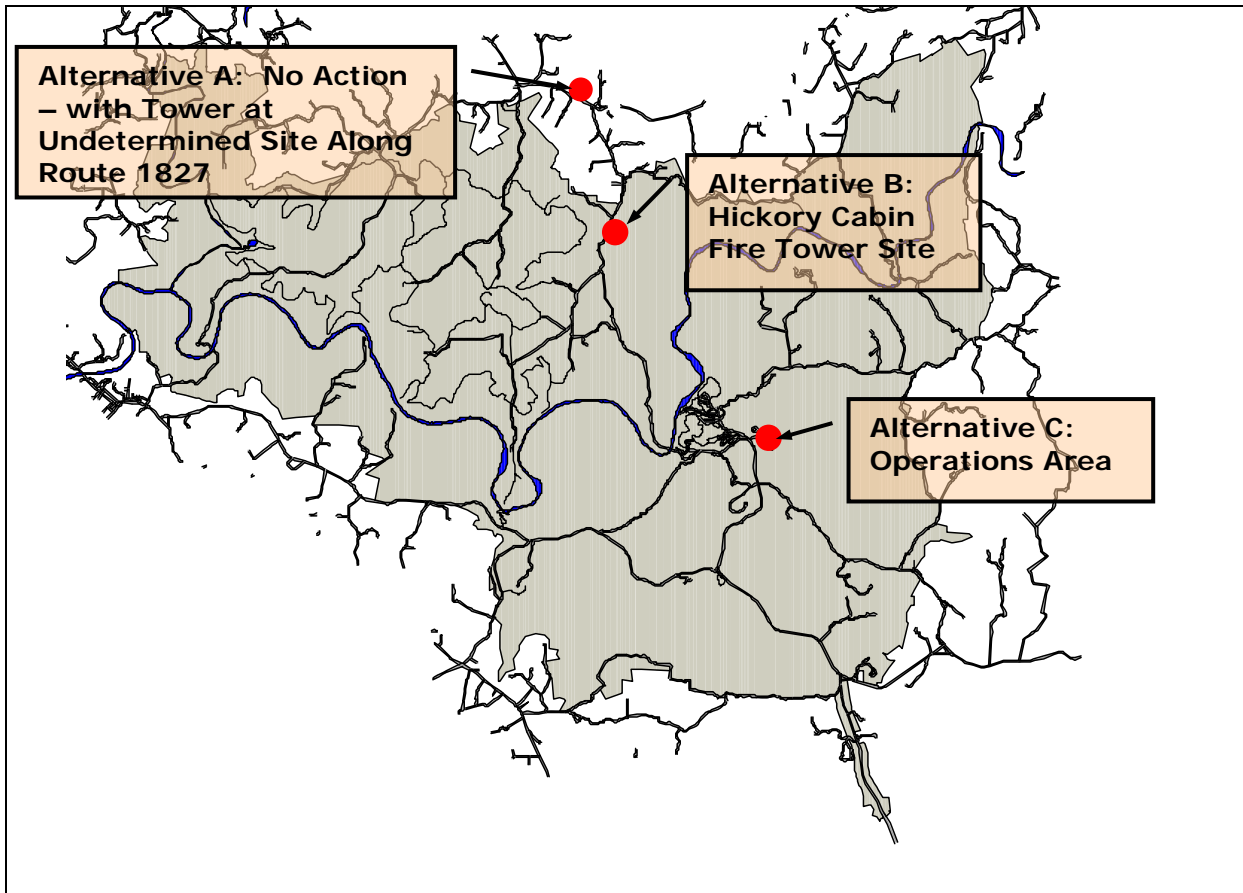 Alternative A: No Action
– with Tower at
Undetermined Site Along
Route 1827
Alternative B:
Hickory Cabin
Fire Tower Site
Alternative C:
Operations Area